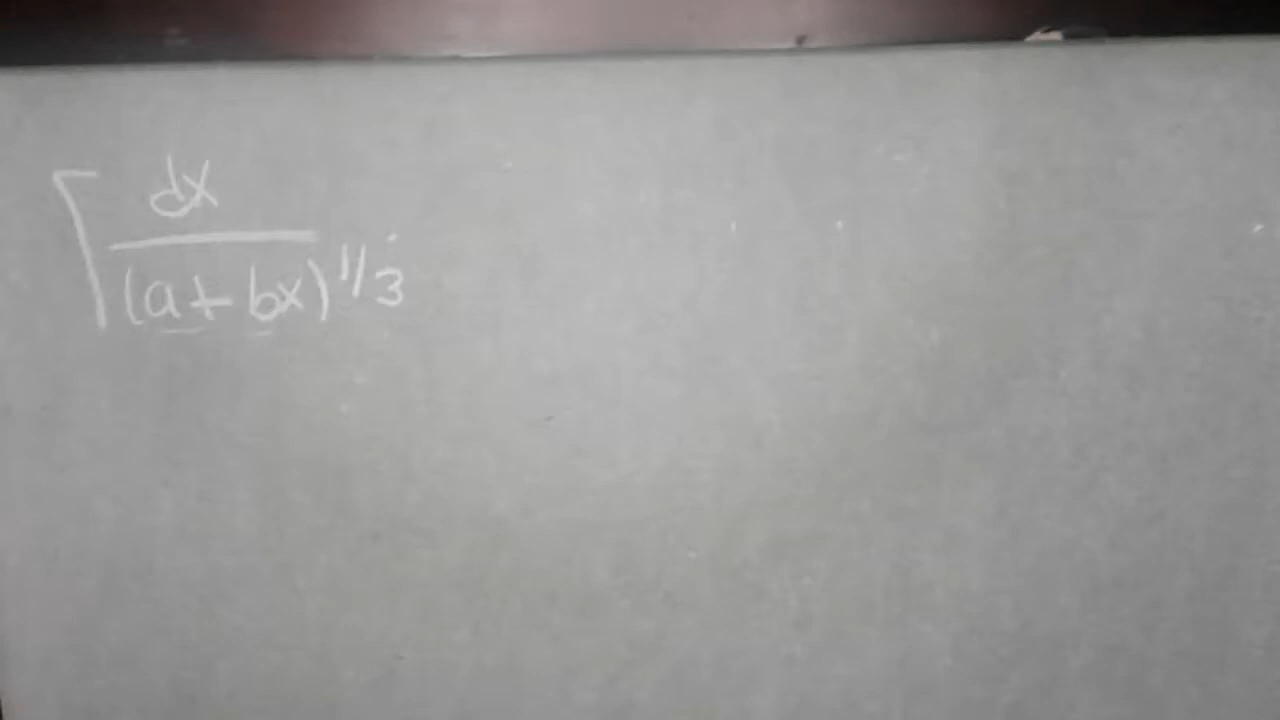 ∫ dx
(a + bx)^1/3